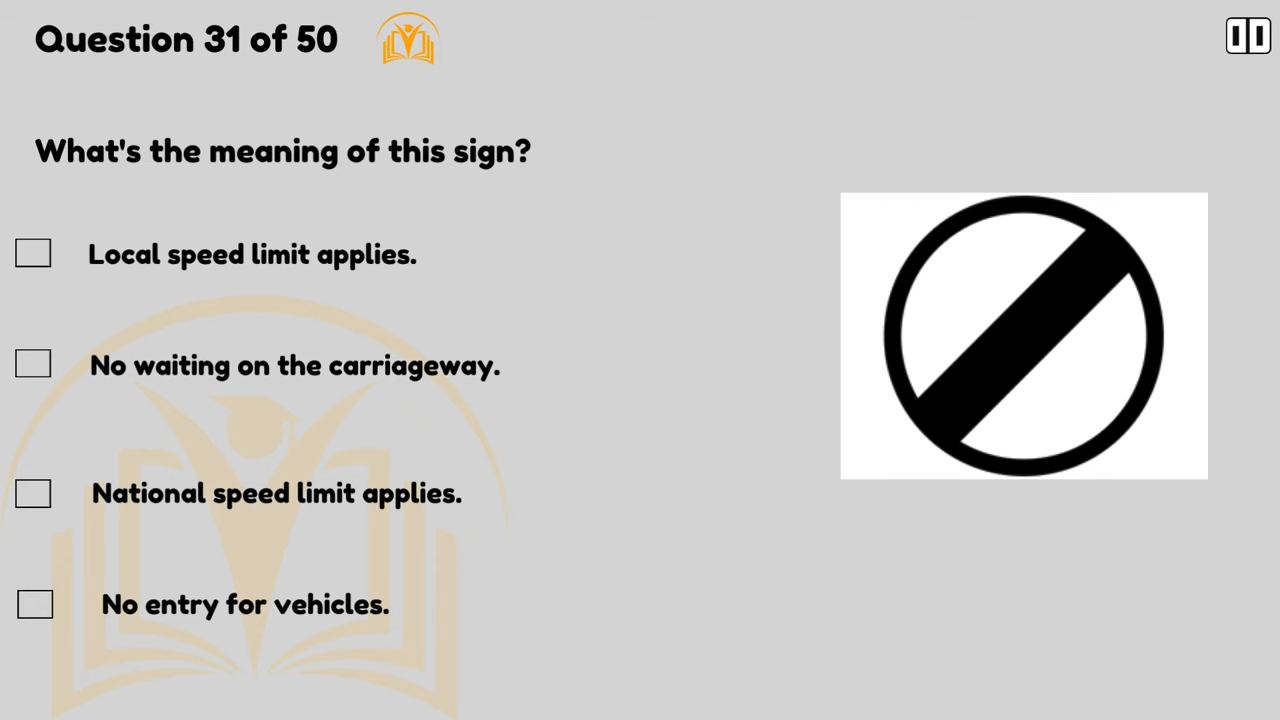 Question 31 of 50
What's the meaning of this sign?
Local speed limit applies.
No waiting on the carriageway.
National speed limit applies.
No entry for vehicles.